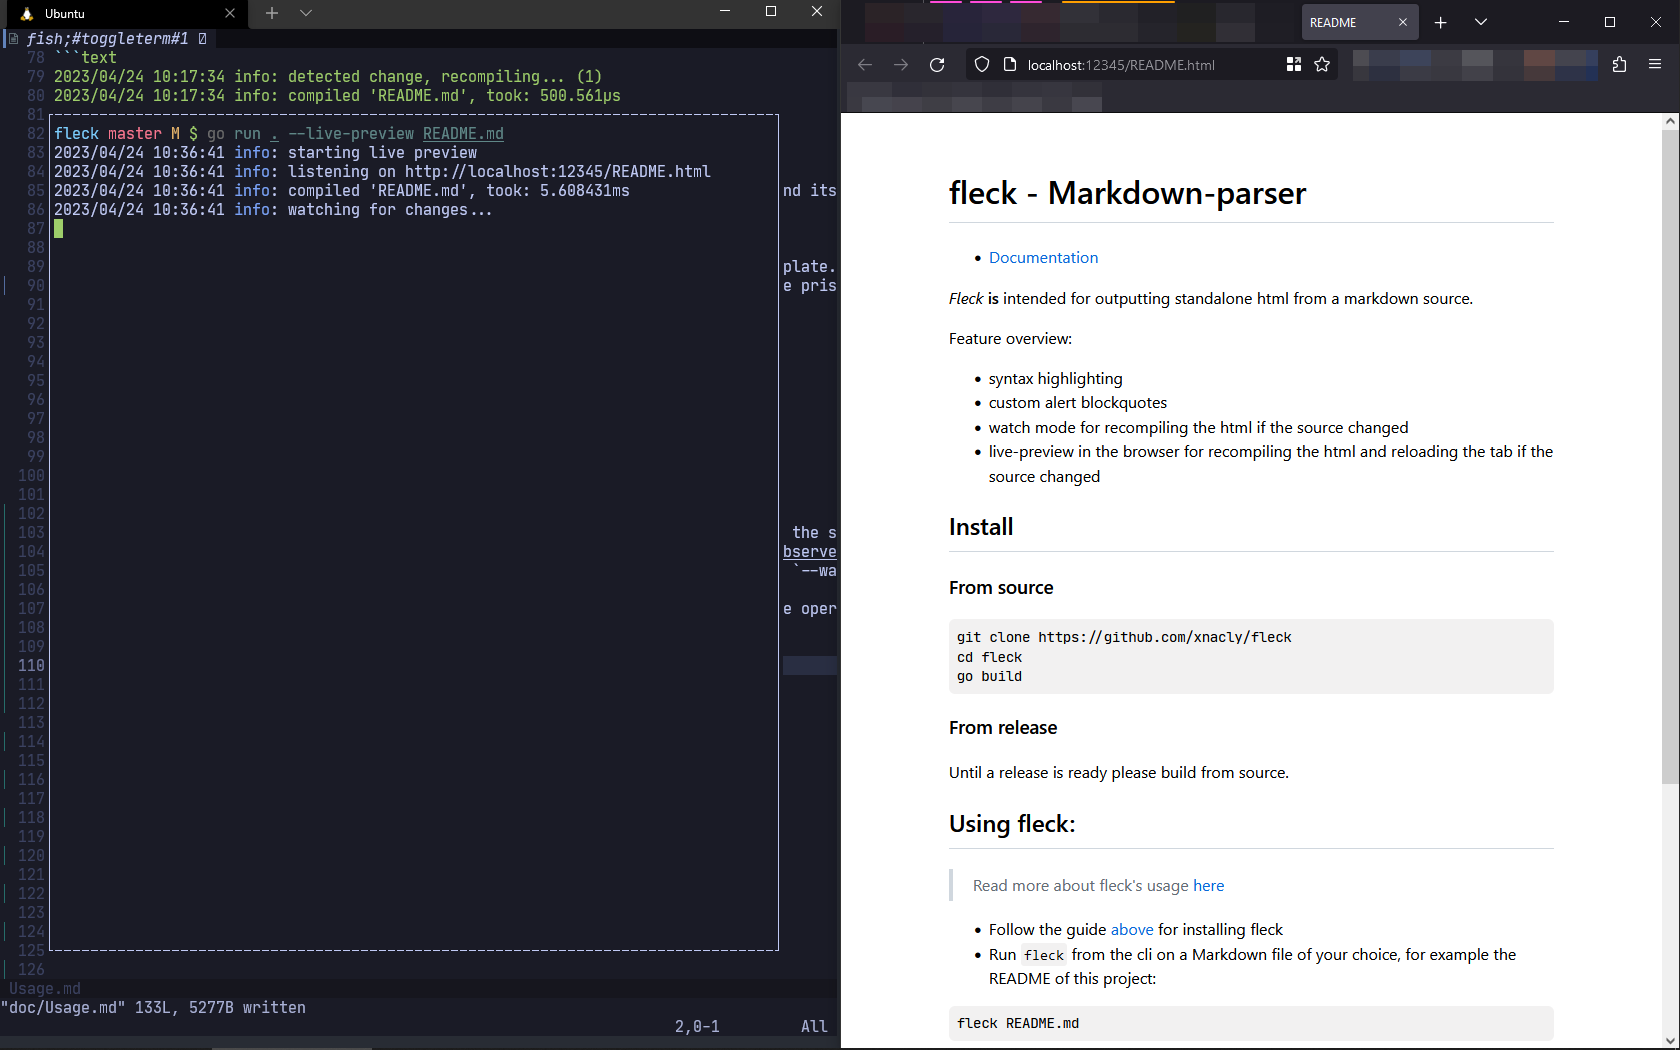 Ubuntu
fish;#toggleterm#1
78 ```text
79 2023/04/24 10:17:34 info: detected change, recompiling... (1)
80 2023/04/24 10:17:34 info: compiled 'README.md', took: 500.561µs
81
82 fleck master M $ go run . --live-preview README.md
83 2023/04/24 10:36:41 info: starting live preview
84 2023/04/24 10:36:41 info: listening on http://localhost:12345/README.html
85 2023/04/24 10:36:41 info: compiled 'README.md', took: 5.608431ms nd its
86 2023/04/24 10:36:41 info: watching for changes...
87
88
89 plate.
90 e pris
91
92
93
94
95
96
97
98
99
100
101
102
103 the s
104 bserve
105 `--wa
106
107 e oper
108
109
110
111
112
113
114
115
116
117
118
119
120
121
122
123
124
125
126
Usage.md
"doc/Usage.md" 133L, 5277B written
2,0-1 All
README
localhost:12345/README.html
fleck - Markdown-parser
• Documentation
Fleck is intended for outputting standalone html from a markdown source.
Feature overview:
• syntax highlighting
• custom alert blockquotes
• watch mode for recompiling the html if the source changed
• live-preview in the browser for recompiling the html and reloading the tab if the
source changed
Install
From source
git clone https://github.com/xnacly/fleck
cd fleck
go build
From release
Until a release is ready please build from source.
Using fleck:
Read more about fleck's usage here
• Follow the guide above for installing fleck
• Run fleck from the cli on a Markdown file of your choice, for example the
README of this project:
fleck README.md